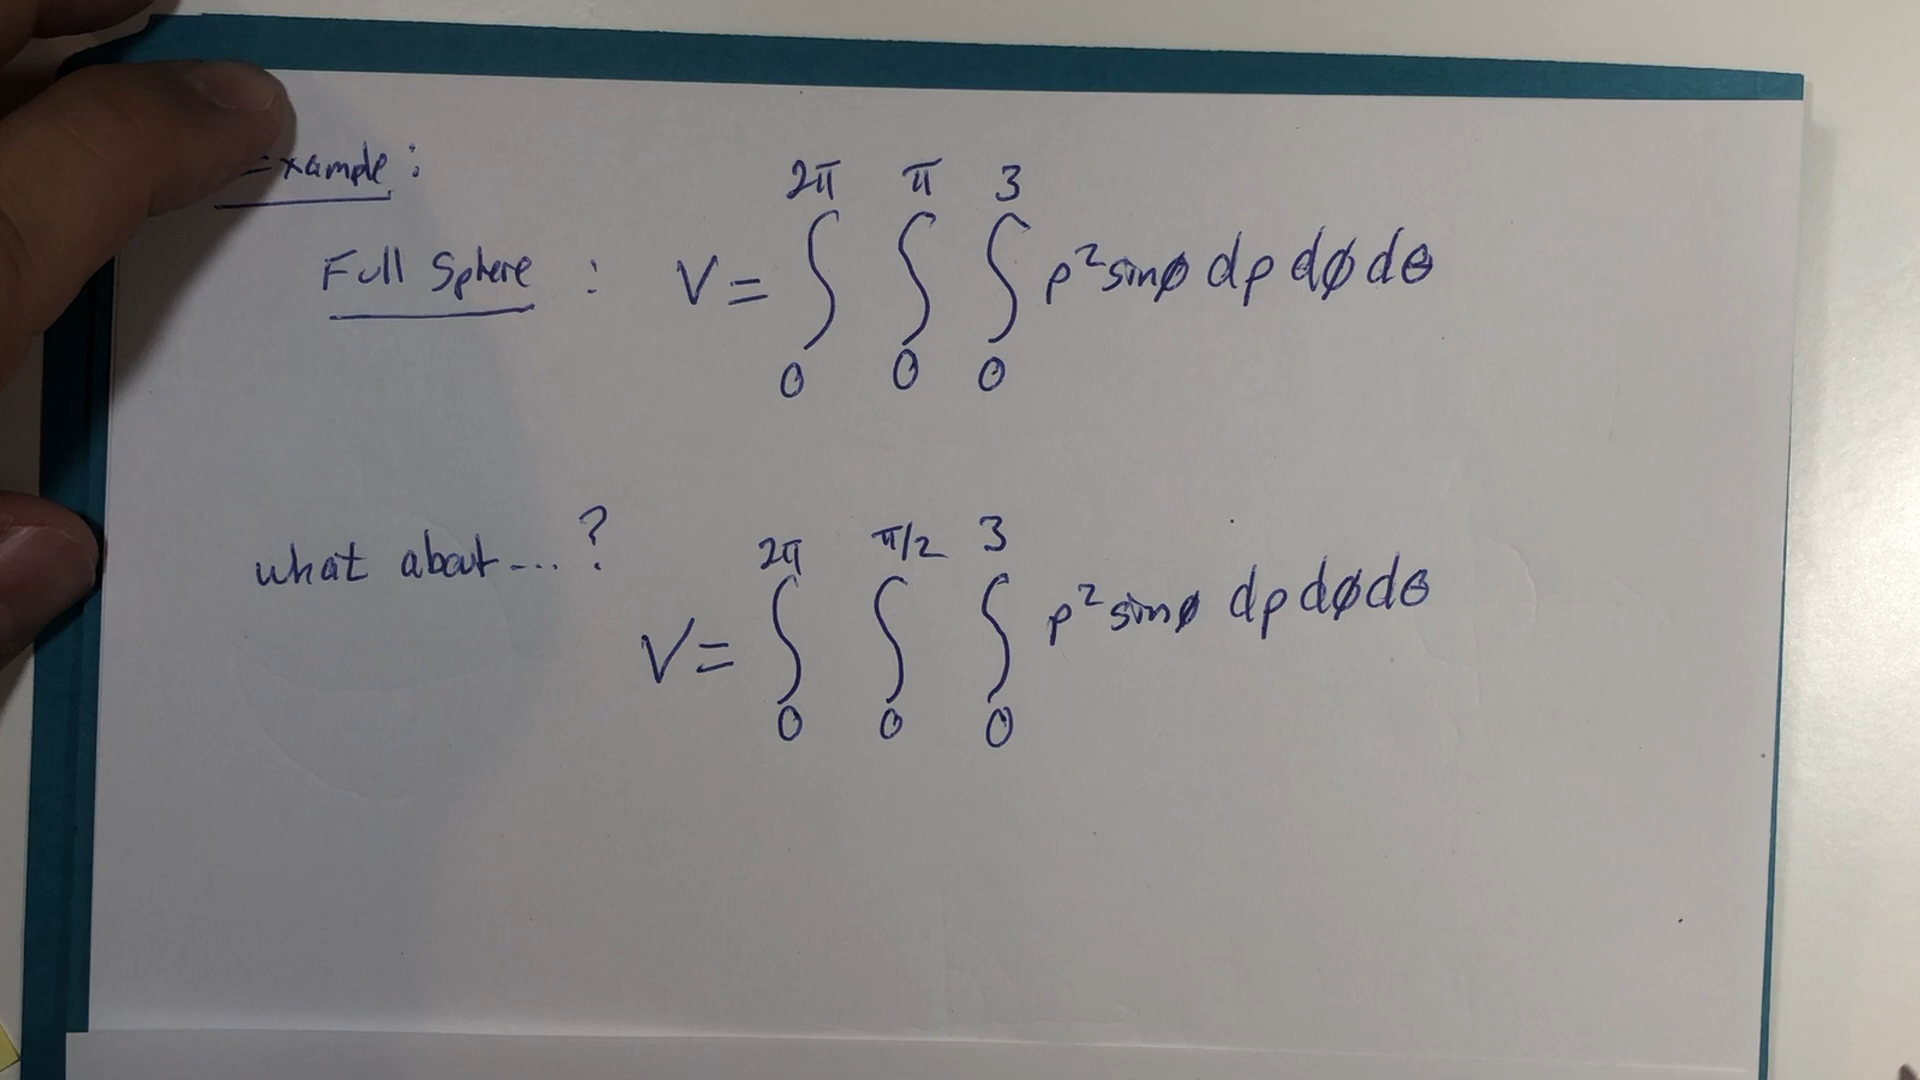 Example:
2π π 3
Full Sphere : V = ∫ ∫ ∫ ρ² sinφ dρ dφ dθ
0 0 0
what about....?
2π π/2 3
V = ∫ ∫ ∫ ρ² sinφ dρ dφ dθ
0 0 0